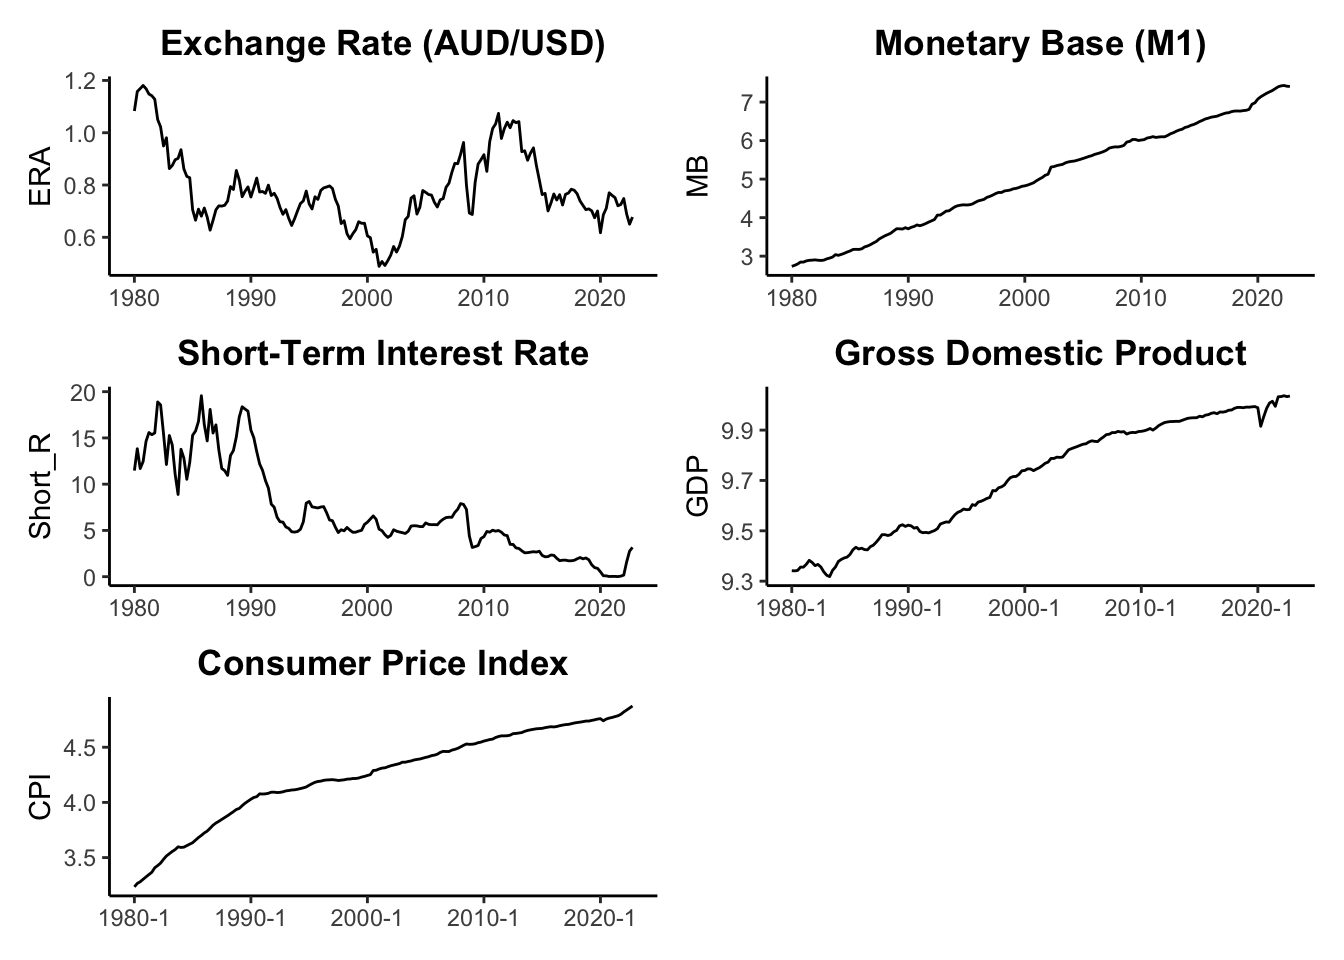 Exchange Rate (AUD/USD)
ERA
1.2
1.0
0.8
0.6
1980 1990 2000 2010 2020
Monetary Base (M1)
MB
7
6
5
4
3
1980 1990 2000 2010 2020
Short-Term Interest Rate
Short_R
20
15
10
5
0
1980 1990 2000 2010 2020
Gross Domestic Product
GDP
9.9
9.7
9.5
9.3
1980-1 1990-1 2000-1 2010-1 2020-1
Consumer Price Index
CPI
4.5
4.0
3.5
1980-1 1990-1 2000-1 2010-1 2020-1